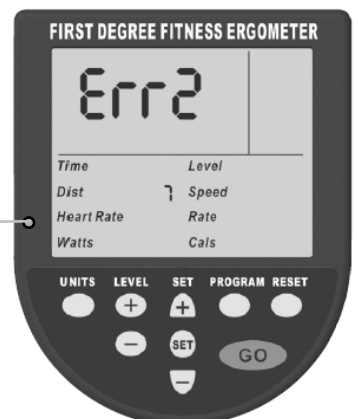 FIRST DEGREE FITNESS ERGOMETER
Err2
Time Level
Dist 7 Speed
Heart Rate Rate
Watts Cals
UNITS LEVEL SET PROGRAM RESET
+ +
− SET GO
−